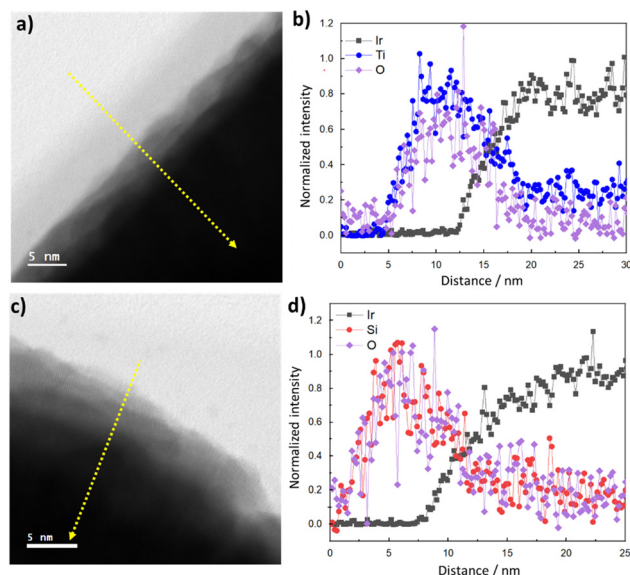 a)
5 nm
b)
Ir
Ti
O
Normalized intensity
1.2
1.0
0.8
0.6
0.4
0.2
0.0
0 5 10 15 20 25 30
Distance / nm
c)
5 nm
d)
Ir
Si
O
Normalized intensity
1.2
1.0
0.8
0.6
0.4
0.2
0.0
0 5 10 15 20 25
Distance / nm